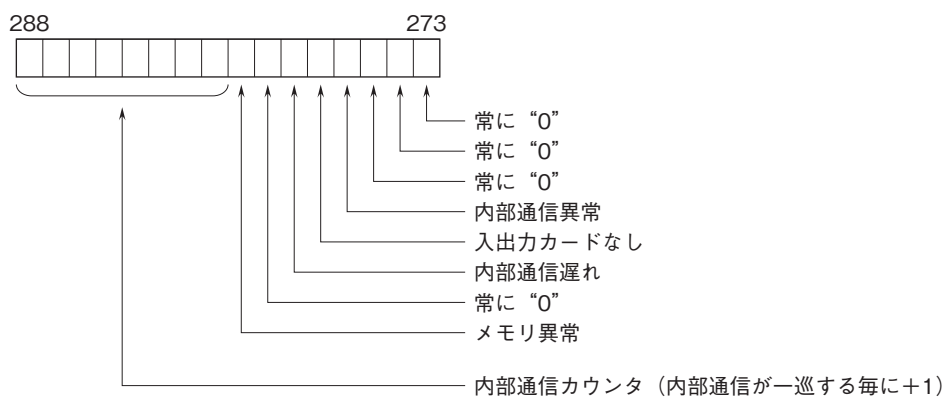 288 273
常に “0”
常に “0”
常に “0”
内部通信異常
入出力カードなし
内部通信遅れ
常に “0”
メモリ異常
内部通信カウンタ（内部通信が一巡する毎に＋1）